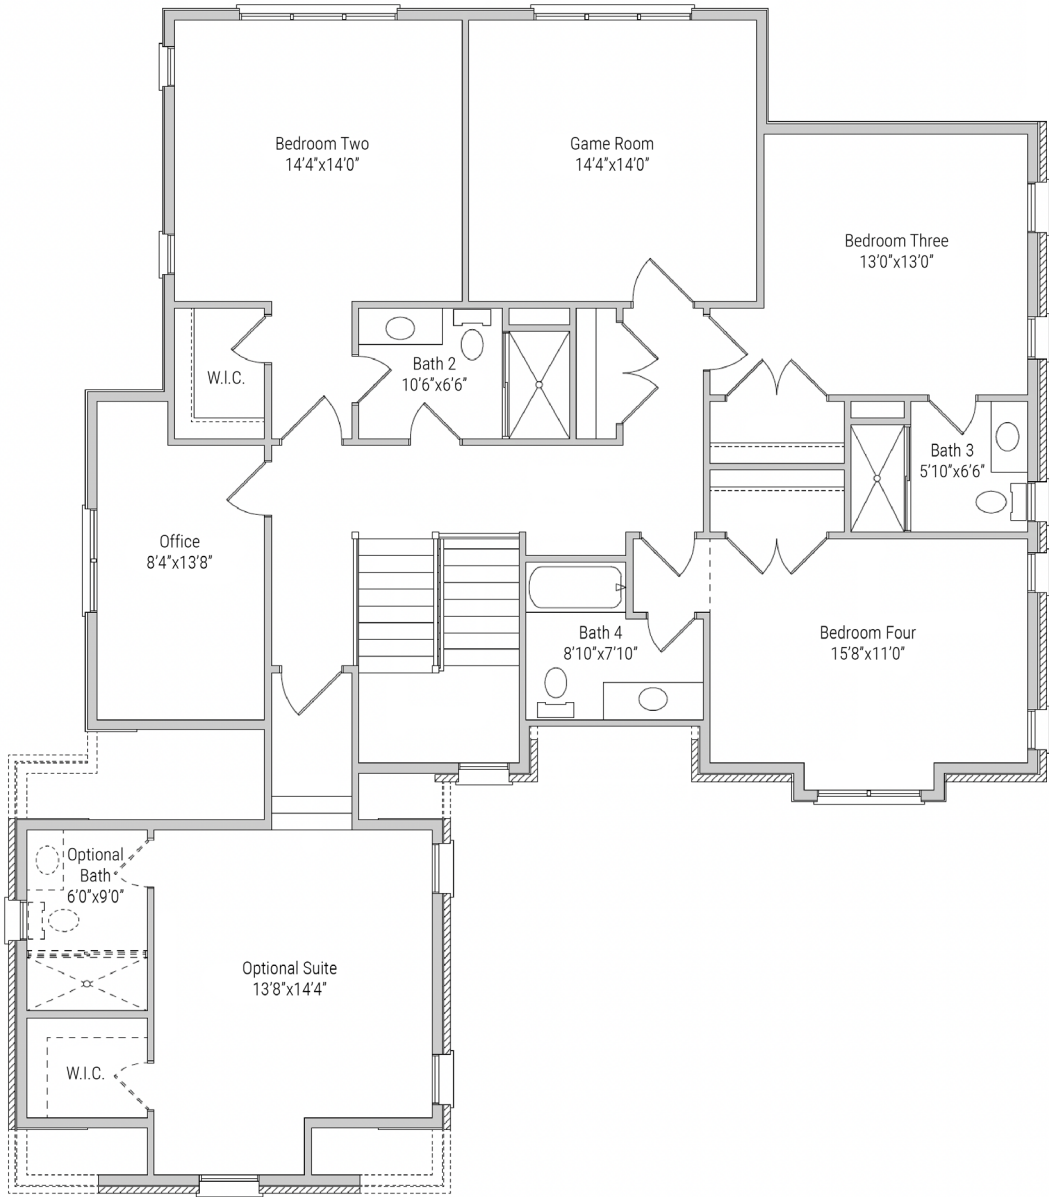 Bedroom Two
14’4”x14’0”
Game Room
14’4”x14’0”
Bedroom Three
13’0”x13’0”
W.I.C.
Bath 2
10’6”x6’6”
Bath 3
5’10”x6’6”
Office
8’4”x13’8”
Bath 4
8’10”x7’10”
Bedroom Four
15’8”x11’0”
Optional
Bath
6’0”x9’0”
Optional Suite
13’8”x14’4”
W.I.C.